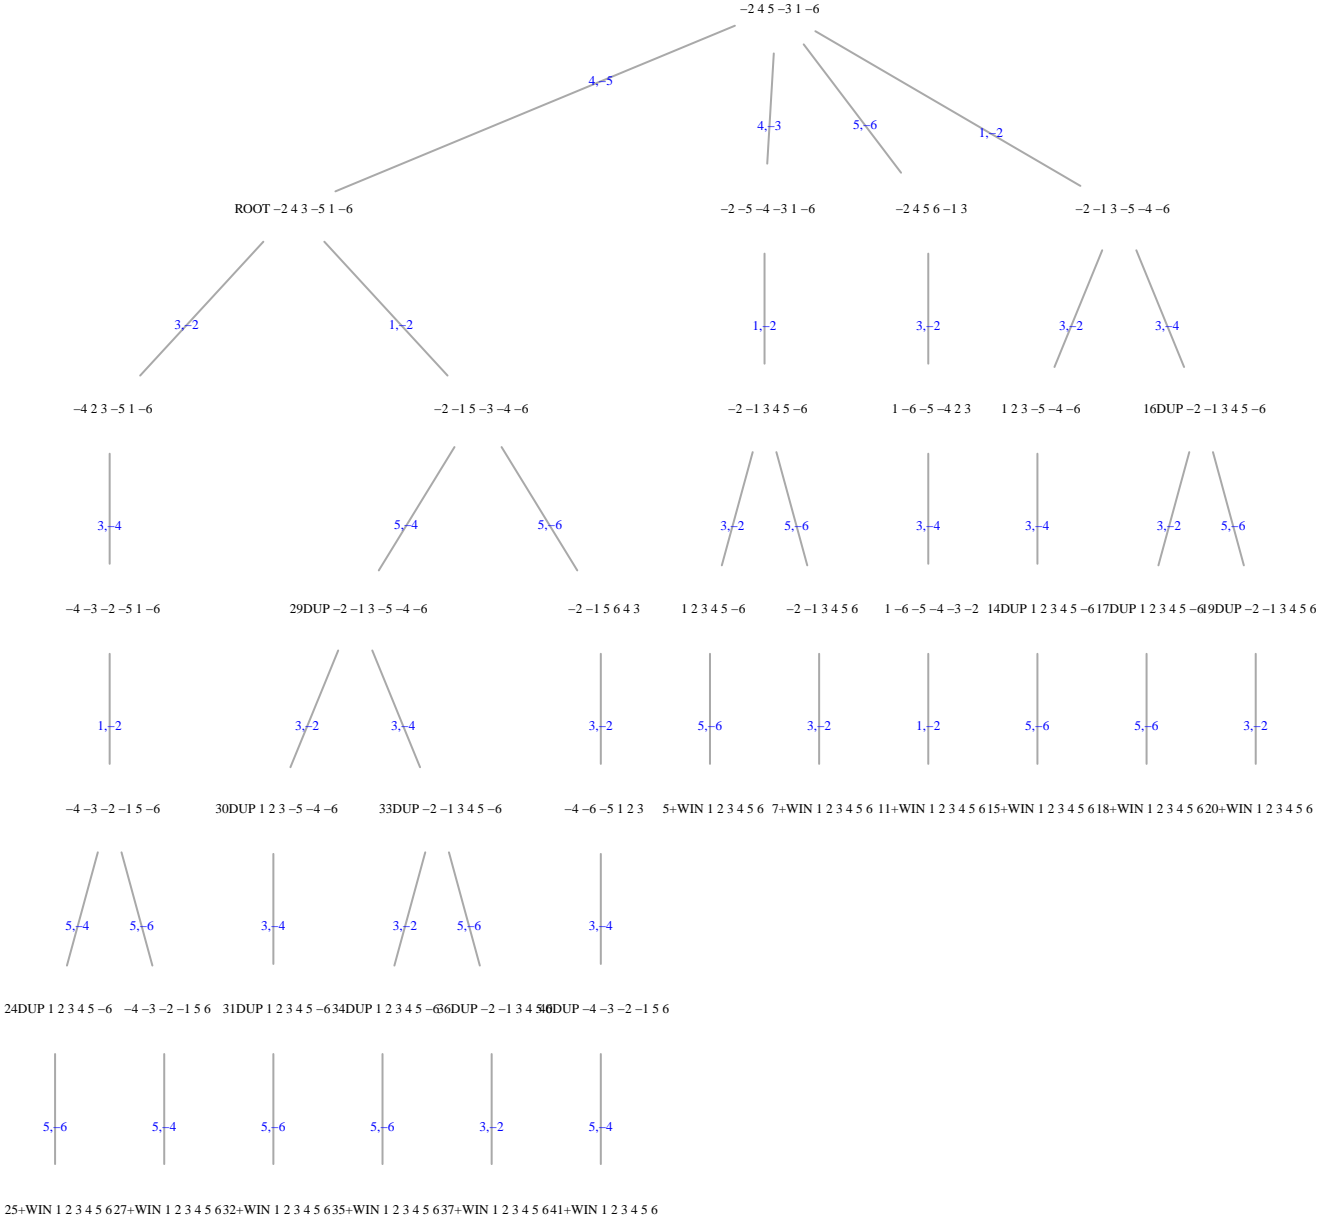 −2 4 5 −3 1 −6
4,−5
4,−3 5,−6 1,−2
ROOT −2 4 3 −5 1 −6 −2 −5 −4 −3 1 −6 −2 4 5 6 −1 3 −2 −1 3 −5 −4 −6
3,−2 1,−2 1,−2 3,−2 3,−2 3,−4
−4 2 3 −5 1 −6 −2 −1 5 −3 −4 −6 −2 −1 3 4 5 −6 1 −6 −5 −4 2 3 1 2 3 −5 −4 −6 16DUP −2 −1 3 4 5 −6
3,−4 5,−4 5,−6 3,−2 5,−6 3,−4 3,−4 3,−2 5,−6
−4 −3 −2 −5 1 −6 29DUP −2 −1 3 −5 −4 −6 −2 −1 5 6 4 3 1 2 3 4 5 −6 −2 −1 3 4 5 6 1 −6 −5 −4 −3 −2 14DUP 1 2 3 4 5 −6 17DUP 1 2 3 4 5 −6 19DUP −2 −1 3 4 5 6
1,−2 3,−2 3,−4 3,−2 5,−6 3,−2 1,−2 5,−6 5,−6 3,−2
−4 −3 −2 −1 5 −6 30DUP 1 2 3 −5 −4 −6 33DUP −2 −1 3 4 5 −6 −4 −6 −5 1 2 3 5+WIN 1 2 3 4 5 6 7+WIN 1 2 3 4 5 6 11+WIN 1 2 3 4 5 6 15+WIN 1 2 3 4 5 6 18+WIN 1 2 3 4 5 6 20+WIN 1 2 3 4 5 6
5,−4 5,−6 3,−4 3,−2 5,−6 3,−4
24DUP 1 2 3 4 5 −6 −4 −3 −2 −1 5 6 31DUP 1 2 3 4 5 −6 34DUP 1 2 3 4 5 −6 36DUP −2 −1 3 4 5 6 40DUP −4 −3 −2 −1 5 6
5,−6 5,−4 5,−6 5,−6 3,−2 5,−4
25+WIN 1 2 3 4 5 6 27+WIN 1 2 3 4 5 6 32+WIN 1 2 3 4 5 6 35+WIN 1 2 3 4 5 6 37+WIN 1 2 3 4 5 6 41+WIN 1 2 3 4 5 6